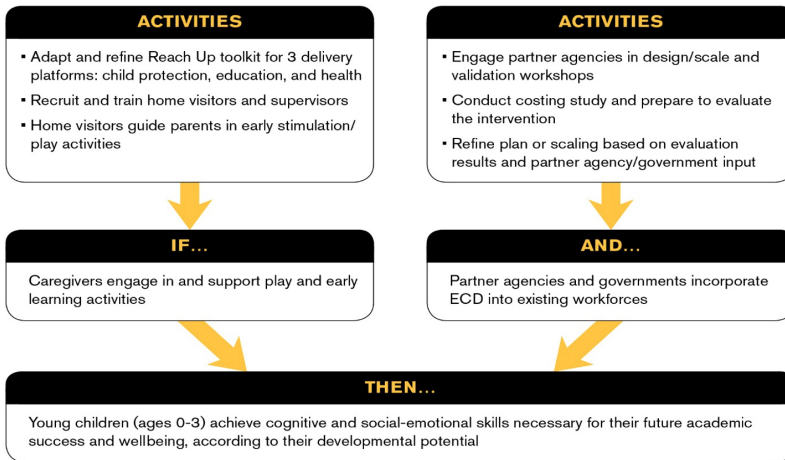 ACTIVITIES
▪ Adapt and refine Reach Up toolkit for 3 delivery
platforms: child protection, education, and health
▪ Recruit and train home visitors and supervisors
▪ Home visitors guide parents in early stimulation/
play activities
ACTIVITIES
▪ Engage partner agencies in design/scale and
validation workshops
▪ Conduct costing study and prepare to evaluate
the intervention
▪ Refine plan or scaling based on evaluation
results and partner agency/government input
IF...
Caregivers engage in and support play and early
learning activities
AND...
Partner agencies and governments incorporate
ECD into existing workforces
THEN...
Young children (ages 0-3) achieve cognitive and social-emotional skills necessary for their future academic
success and wellbeing, according to their developmental potential